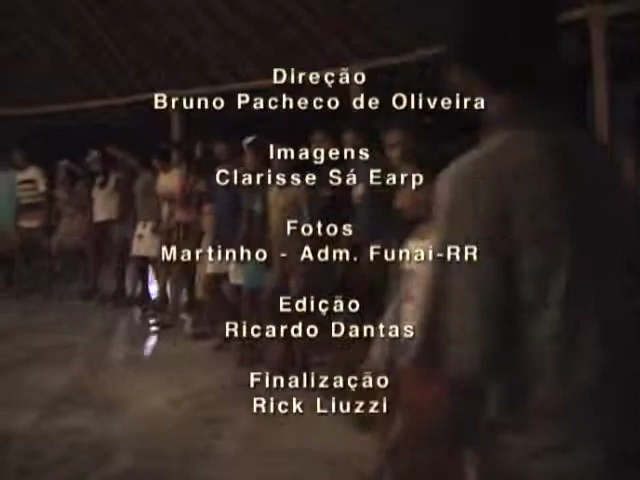 Direção
Bruno Pacheco de Oliveira
Imagens
Clarisse Sá Earp
Fotos
Martinho - Adm. Funai-RR
Edição
Ricardo Dantas
Finalização
Rick Liuzzi